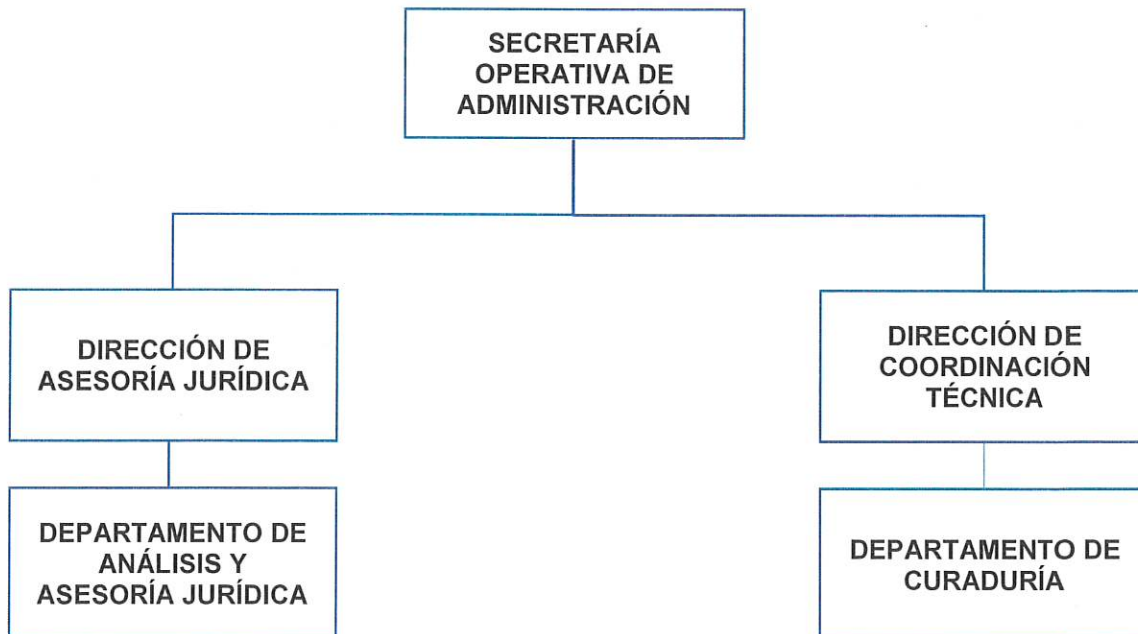 SECRETARÍA
OPERATIVA DE
ADMINISTRACIÓN
DIRECCIÓN DE
ASESORÍA JURÍDICA
DIRECCIÓN DE
COORDINACIÓN
TÉCNICA
DEPARTAMENTO DE
ANÁLISIS Y
ASESORÍA JURÍDICA
DEPARTAMENTO DE
CURADURÍA